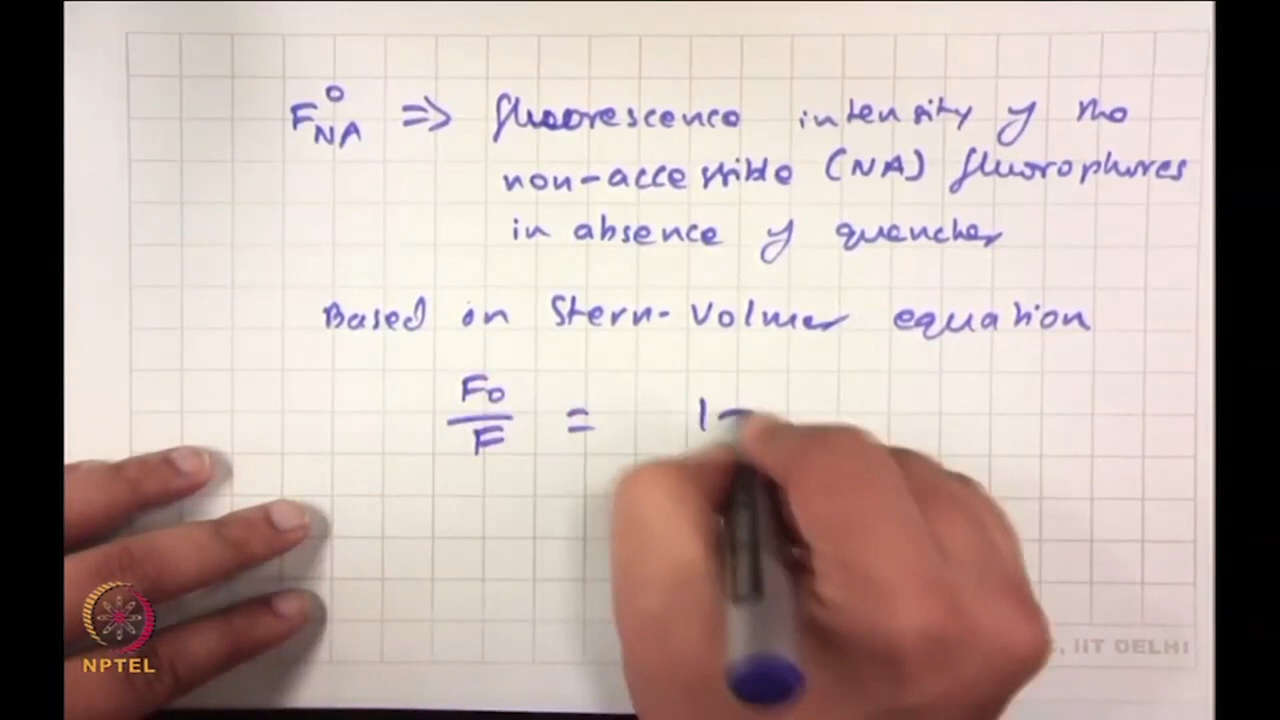 F⁰NA ⇒ fluorescence intensity of the
non-accessible (NA) fluorophores
in absence of quencher
Based on Stern-Volmer equation
F₀/F = 1
NPTEL
, IIT DELHI